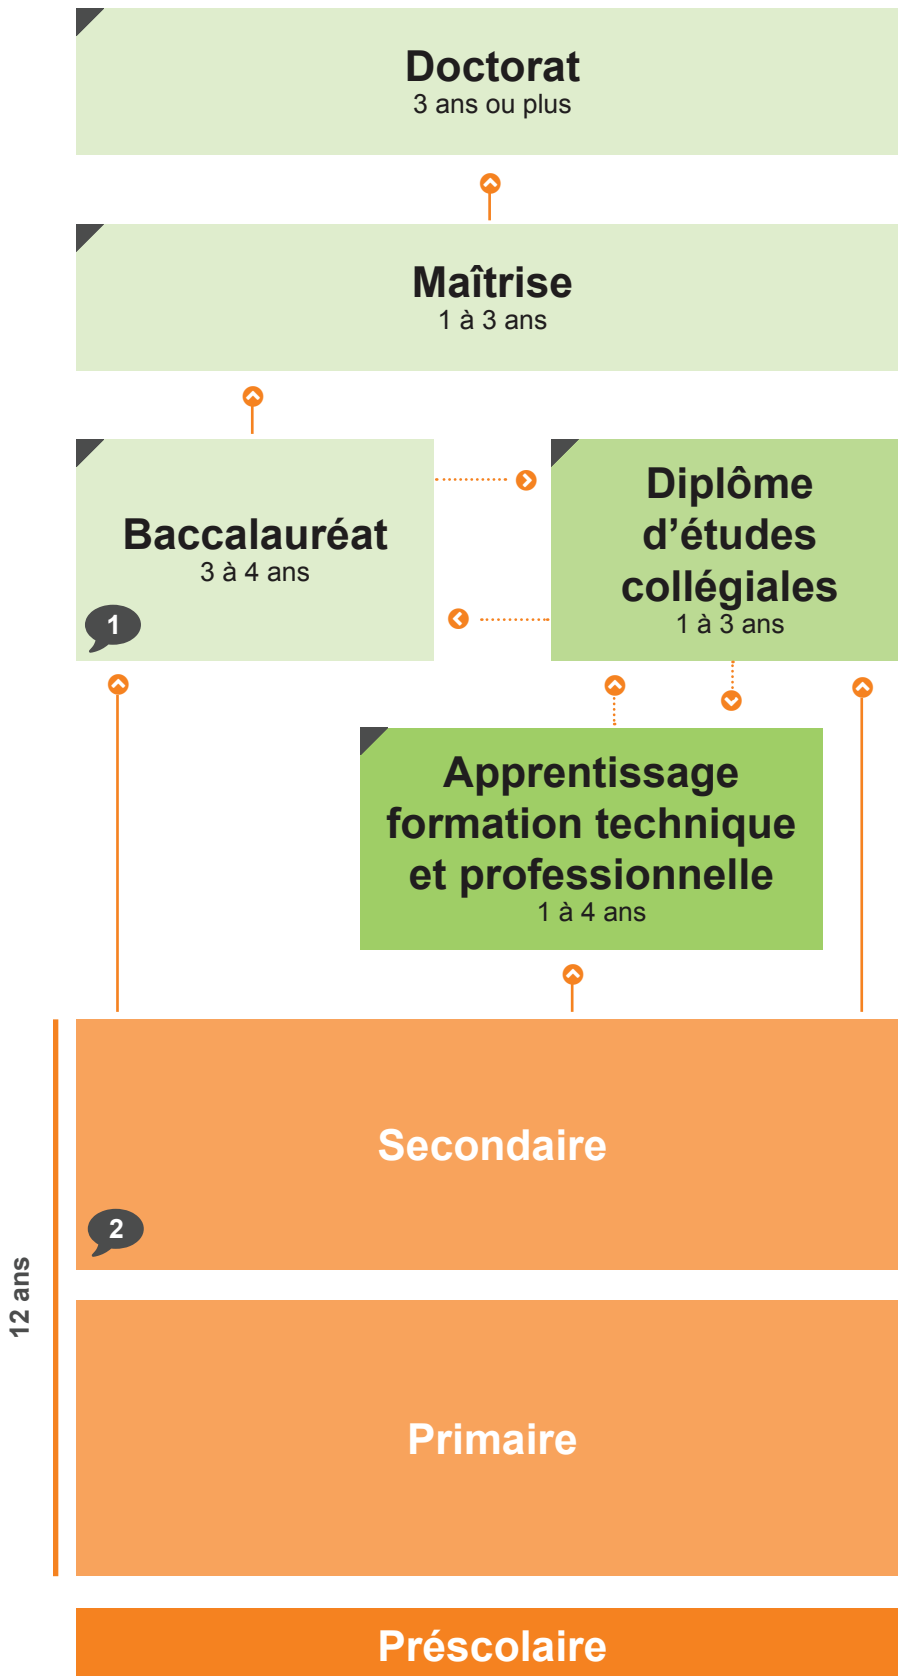 Doctorat
3 ans ou plus
Maîtrise
1 à 3 ans
Baccalauréat
3 à 4 ans
1
Diplôme
d’études
collégiales
1 à 3 ans
Apprentissage
formation technique
et professionnelle
1 à 4 ans
12 ans
Secondaire
2
Primaire
Préscolaire